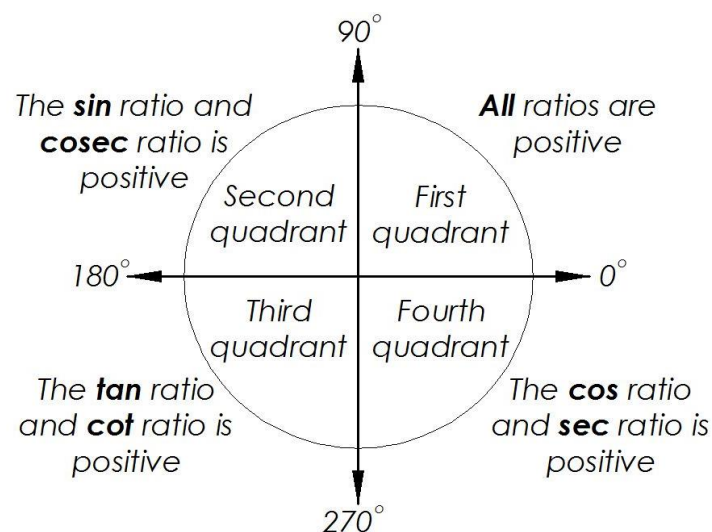 90°
The sin ratio and
cosec ratio is
positive
All ratios are
positive
Second
quadrant
First
quadrant
180°
0°
Third
quadrant
Fourth
quadrant
The tan ratio
and cot ratio is
positive
The cos ratio
and sec ratio is
positive
270°